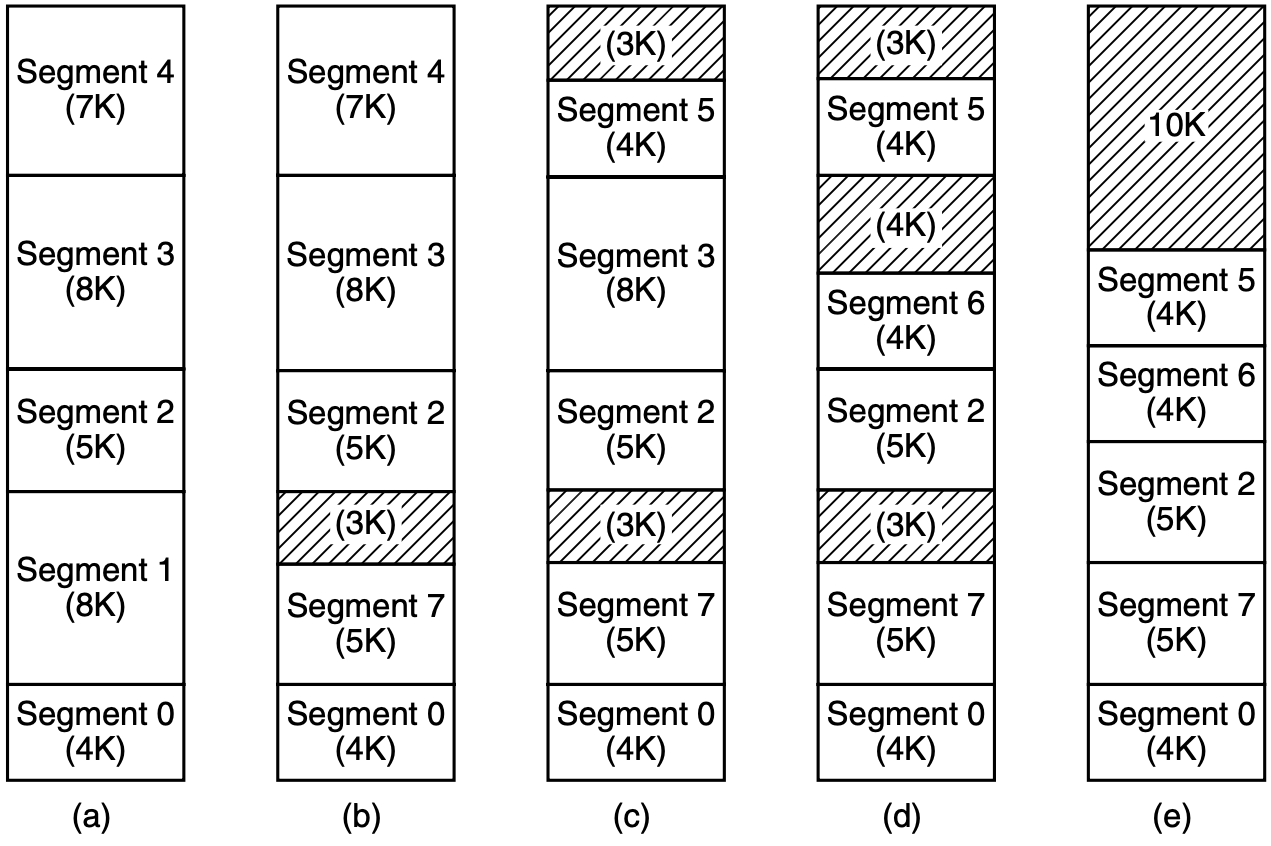 Segment 4
(7K)
Segment 3
(8K)
Segment 2
(5K)
Segment 1
(8K)
Segment 0
(4K)
(a)
Segment 4
(7K)
Segment 3
(8K)
Segment 2
(5K)
(3K)
Segment 7
(5K)
Segment 0
(4K)
(b)
(3K)
Segment 5
(4K)
Segment 3
(8K)
Segment 2
(5K)
(3K)
Segment 7
(5K)
Segment 0
(4K)
(c)
(3K)
Segment 5
(4K)
(4K)
Segment 6
(4K)
Segment 2
(5K)
(3K)
Segment 7
(5K)
Segment 0
(4K)
(d)
10K
Segment 5
(4K)
Segment 6
(4K)
Segment 2
(5K)
Segment 7
(5K)
Segment 0
(4K)
(e)